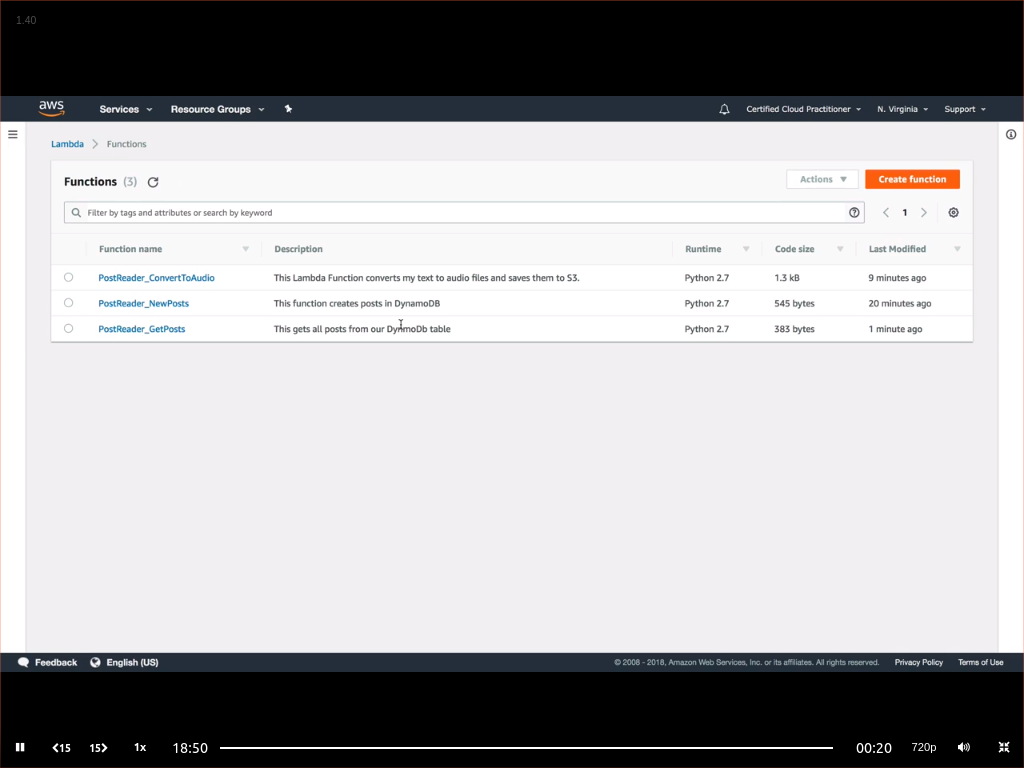 1.40
aws Services Resource Groups Certified Cloud Practitioner N. Virginia Support
Lambda Functions
Functions (3) Actions Create function
Filter by tags and attributes or search by keyword 1
Function name Description Runtime Code size Last Modified
PostReader_ConvertToAudio This Lambda Function converts my text to audio files and saves them to S3. Python 2.7 1.3 kB 9 minutes ago
PostReader_NewPosts This function creates posts in DynamoDB Python 2.7 545 bytes 20 minutes ago
PostReader_GetPosts This gets all posts from our DynamoDb table Python 2.7 383 bytes 1 minute ago
Feedback English (US) © 2008 - 2018, Amazon Web Services, Inc. or its affiliates. All rights reserved. Privacy Policy Terms of Use
15 15 1x 18:50 00:20 720p